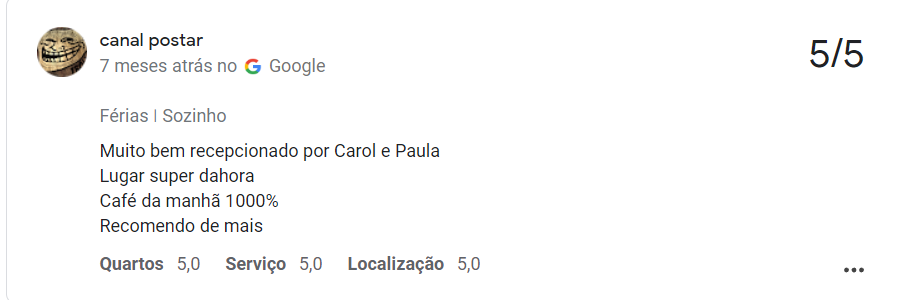 canal postar
5/5
7 meses atrás no Google
Férias | Sozinho
Muito bem recepcionado por Carol e Paula
Lugar super dahora
Café da manhã 1000%
Recomendo de mais
Quartos 5,0 Serviço 5,0 Localização 5,0